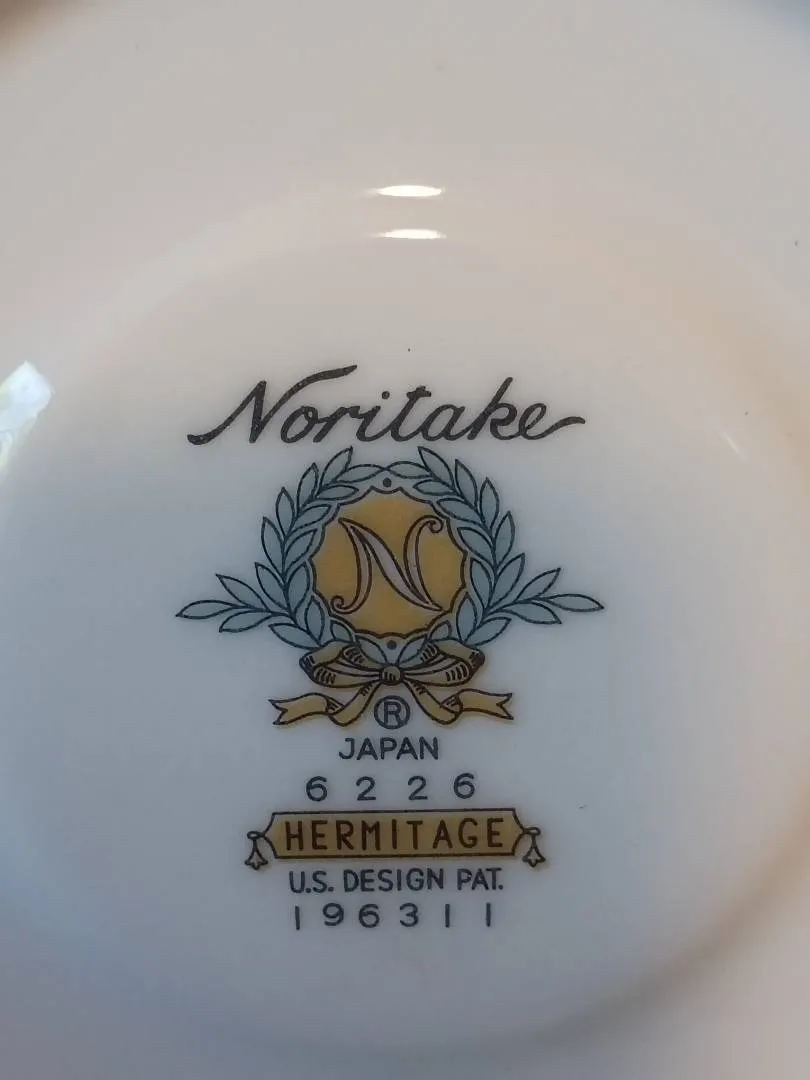 Noritake
N
®
JAPAN
6226
HERMITAGE
U.S. DESIGN PAT.
196311